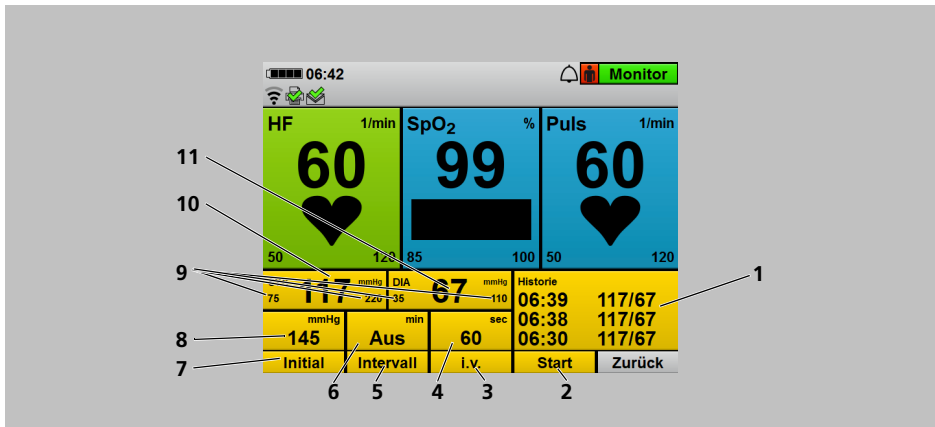 06:42
Monitor
HF 1/min
SpO2 %
Puls 1/min
60
99
60
50 120
85 100
50 120
11
10
9
117 mmHg
75 220
DIA 67 mmHg
35 110
Historie
06:39 117/67
06:38 117/67
06:30 117/67
1
8
mmHg
145
min
Aus
sec
60
7
Initial
Intervall
i.v.
Start
Zurück
6
5
4
3
2